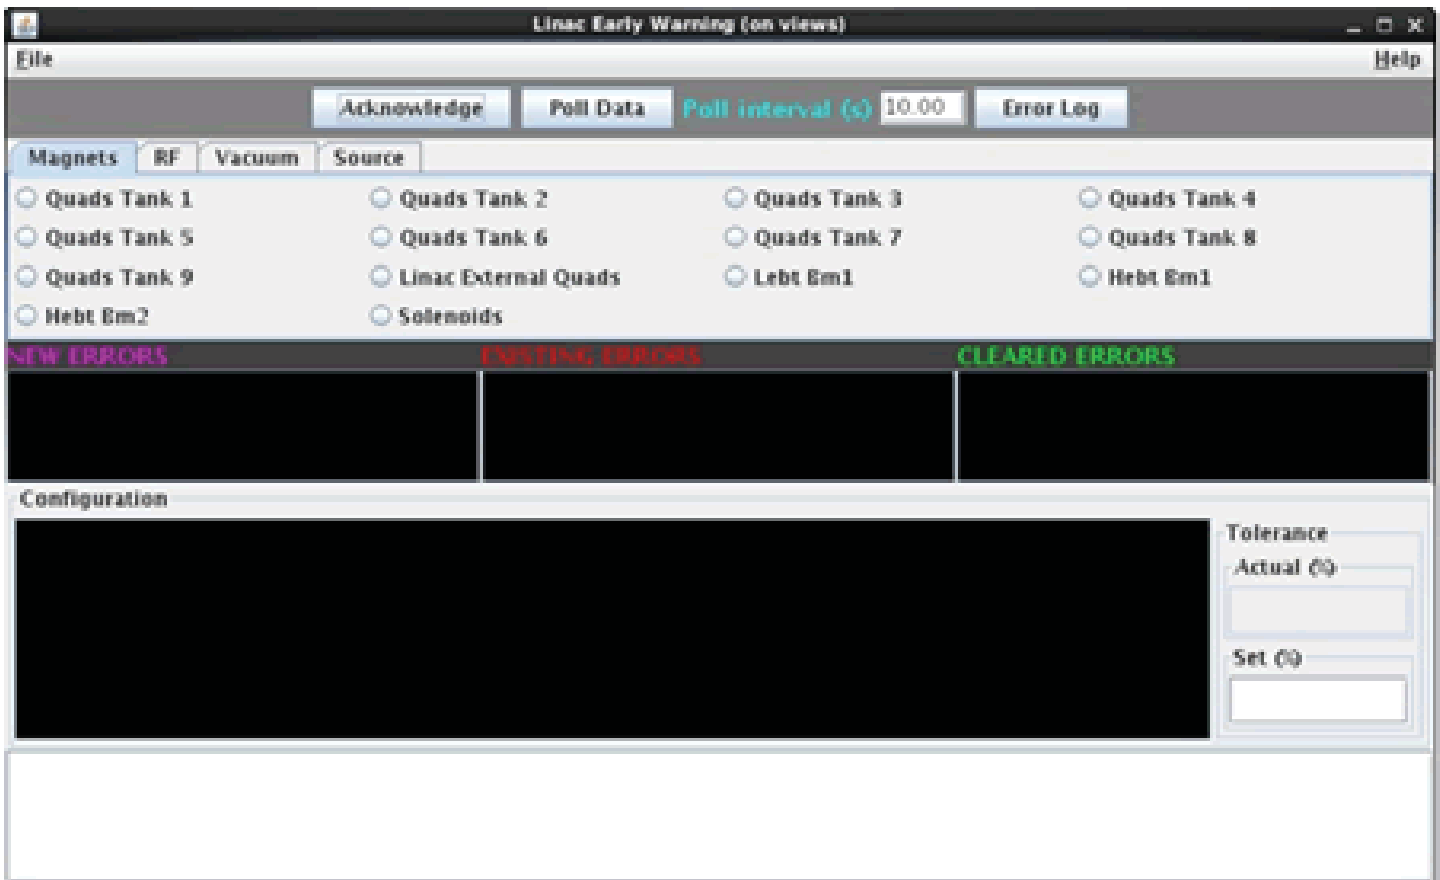 Linac Early Warning (on views)
File Help
Acknowledge Poll Data Poll interval (s) 10.00 Error Log
Magnets RF Vacuum Source
Quads Tank 1 Quads Tank 2 Quads Tank 3 Quads Tank 4
Quads Tank 5 Quads Tank 6 Quads Tank 7 Quads Tank 8
Quads Tank 9 Linac External Quads Lebt Bm1 Hebt Bm1
Hebt Bm2 Solenoids
NEW ERRORS EXISTING ERRORS CLEARED ERRORS
Configuration
Tolerance
Actual (%)
Set (%)